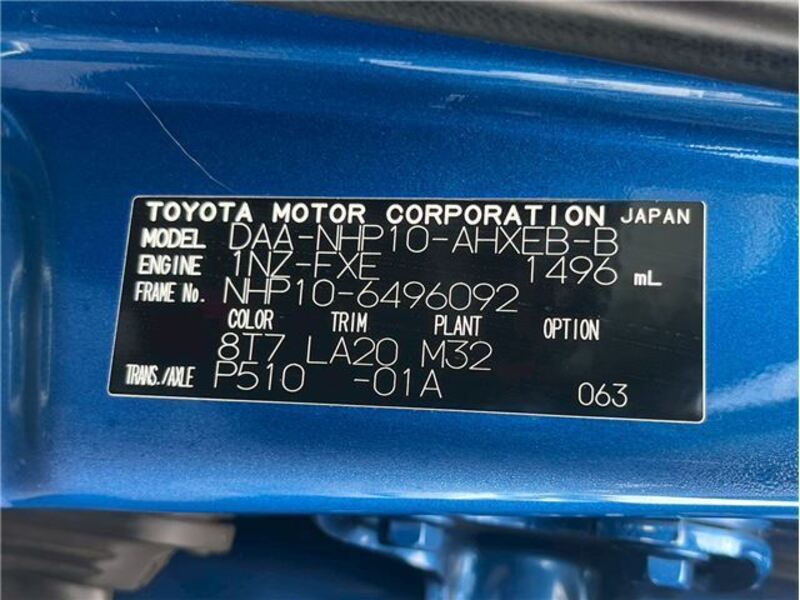 TOYOTA MOTOR CORPORATION JAPAN
MODEL DAA-NHP10-AHXEB-B
ENGINE 1NZ-FXE 1496 mL
FRAME No. NHP10-6496092
COLOR TRIM PLANT OPTION
8T7 LA20 M32
TRANS./AXLE P510 -01A 063